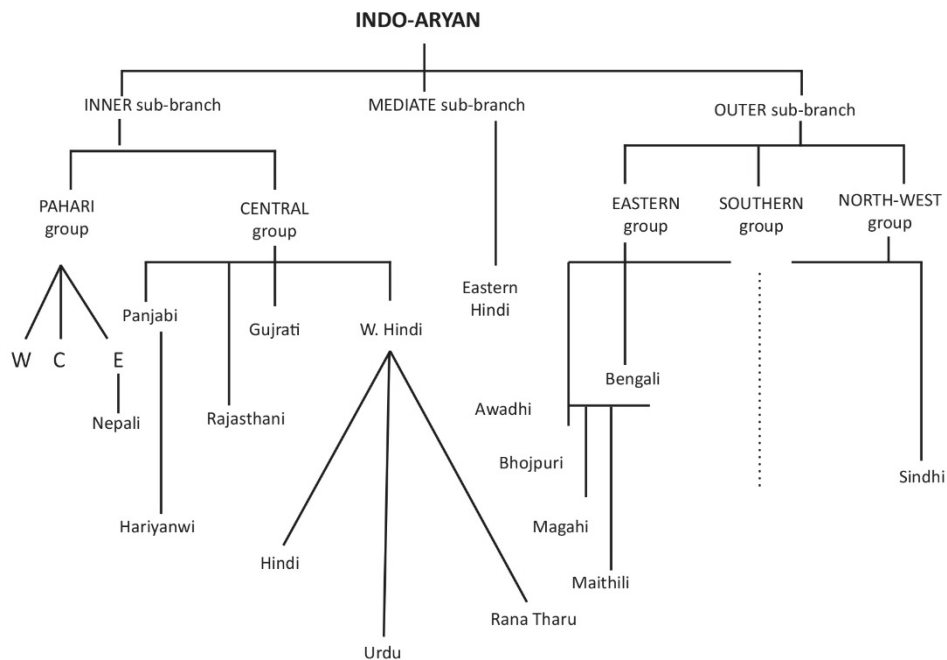 INDO-ARYAN
INNER sub-branch
MEDIATE sub-branch
OUTER sub-branch
PAHARI
group
CENTRAL
group
EASTERN
group
SOUTHERN
group
NORTH-WEST
group
Eastern
Hindi
Panjabi
Gujrati
W. Hindi
W
C
E
Bengali
Nepali
Rajasthani
Awadhi
Bhojpuri
Sindhi
Hariyanwi
Magahi
Hindi
Maithili
Rana Tharu
Urdu